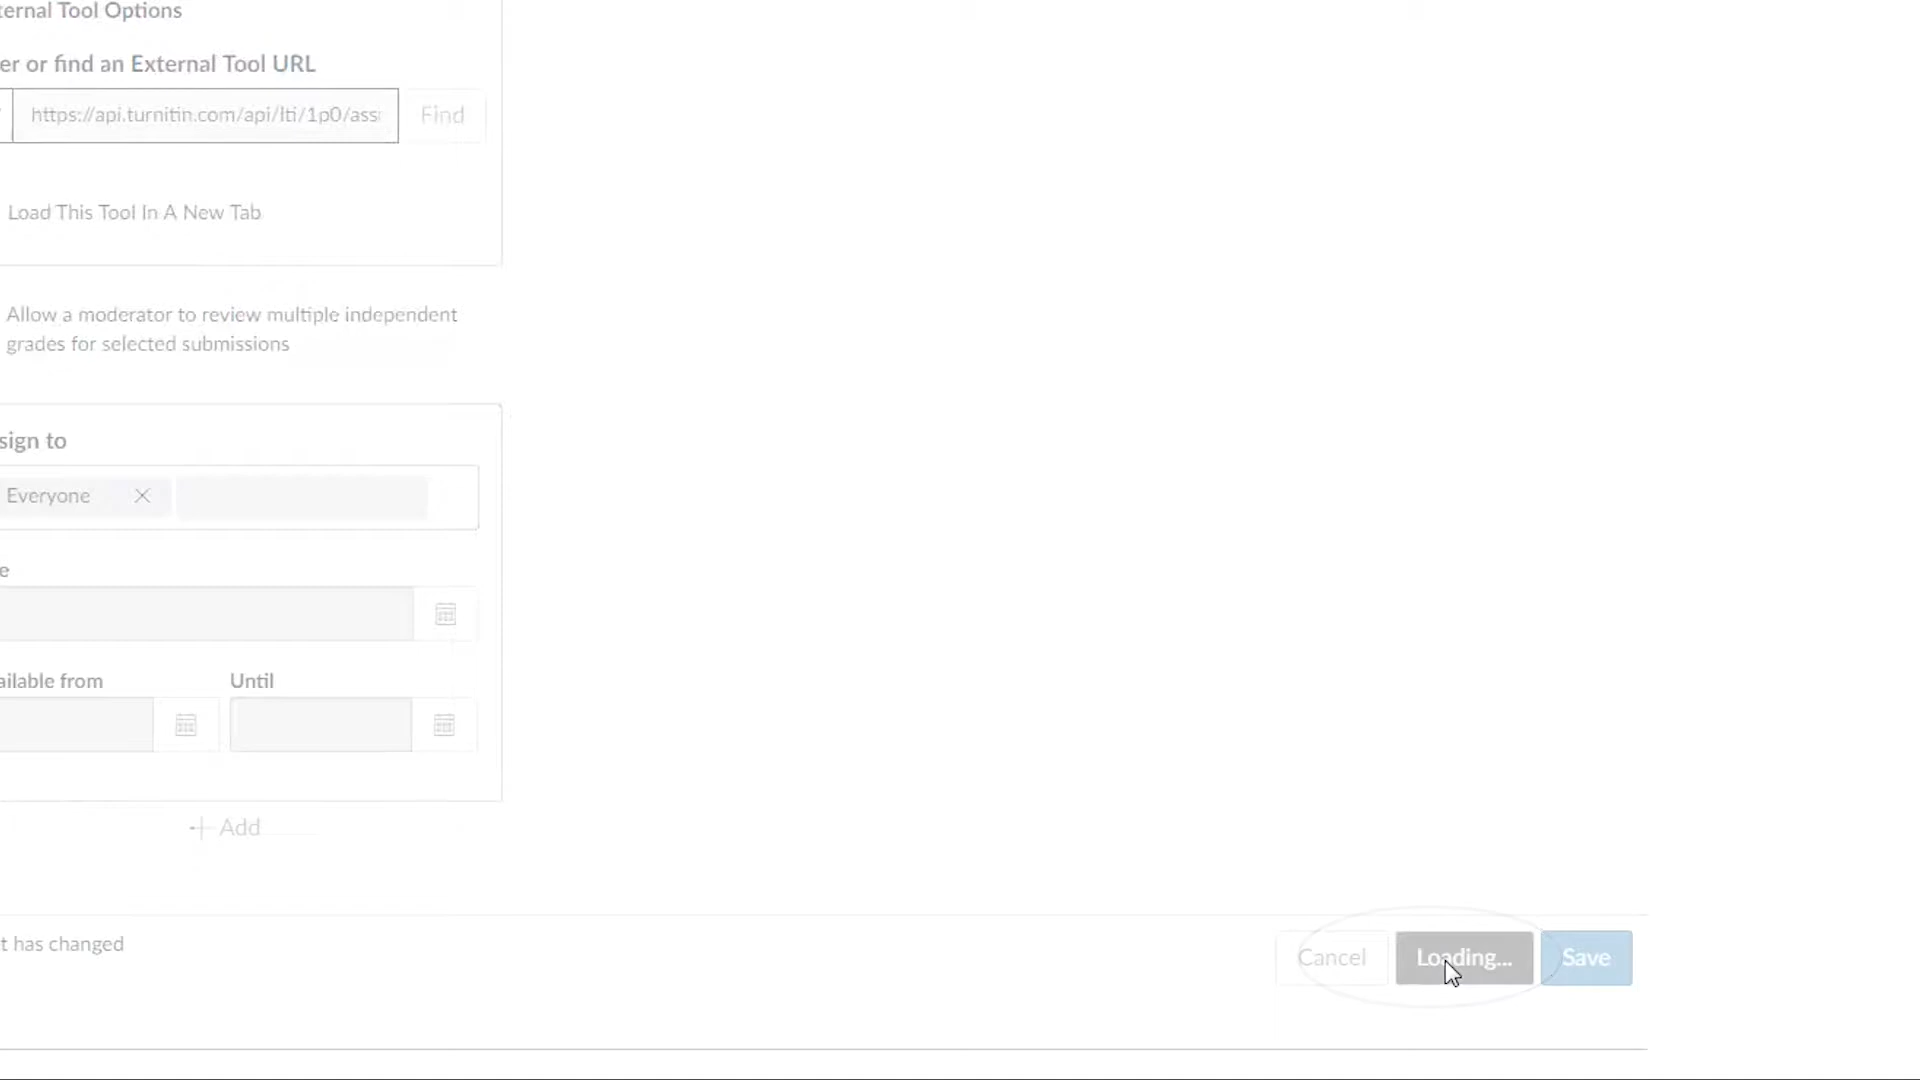 ternal Tool Options
er or find an External Tool URL
https://api.turnitin.com/api/lti/1p0/ass
Find
Load This Tool In A New Tab
Allow a moderator to review multiple independent
grades for selected submissions
sign to
Everyone
e
ailable from
Until
+ Add
t has changed
Cancel
Loading...
Save